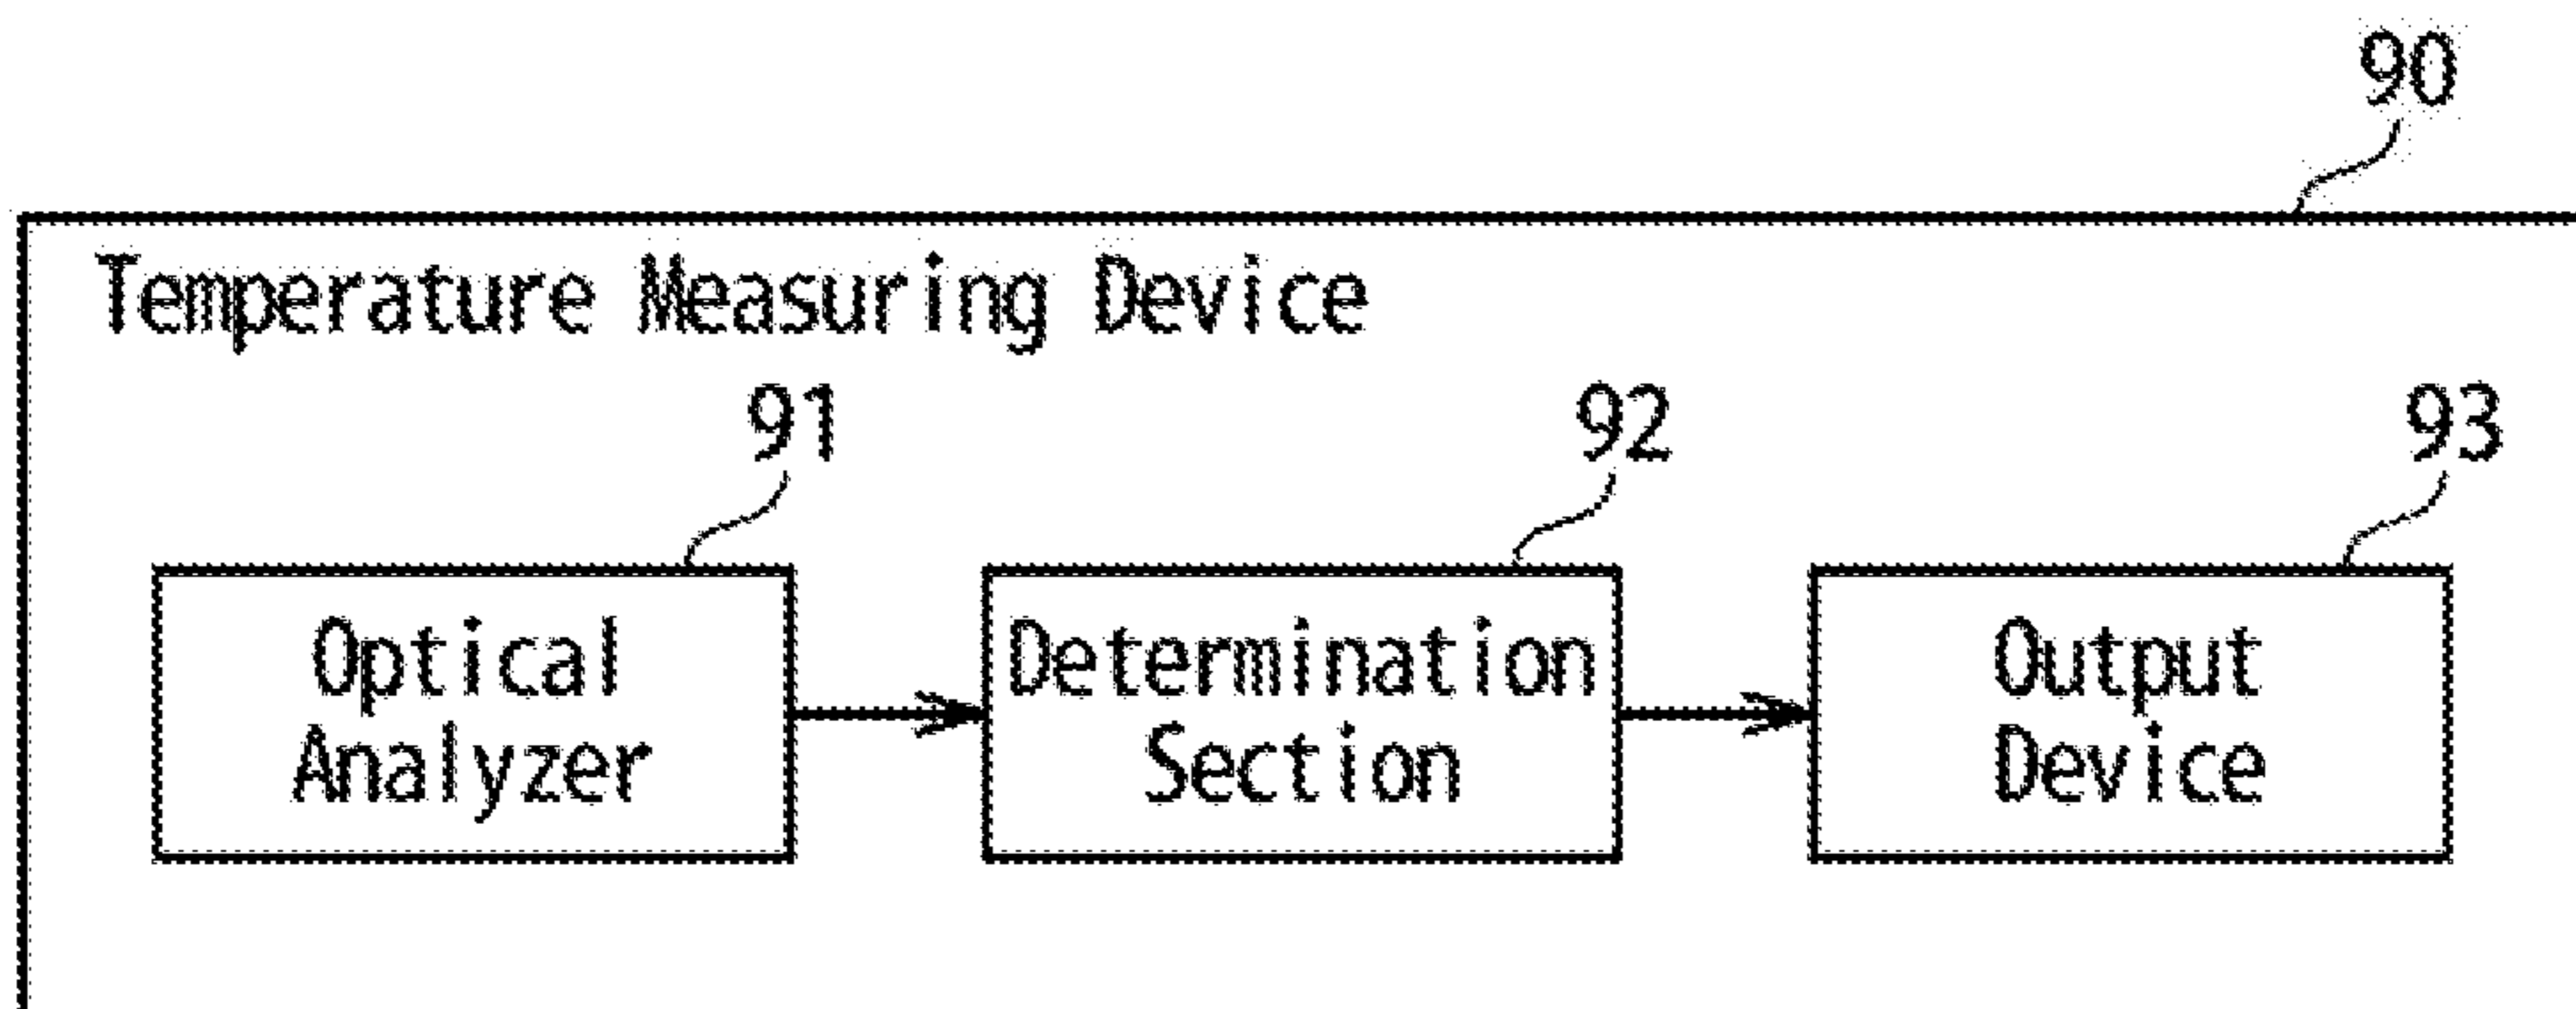 90
Temperature Measuring Device
91 92 93
Optical Analyzer
Determination Section
Output Device